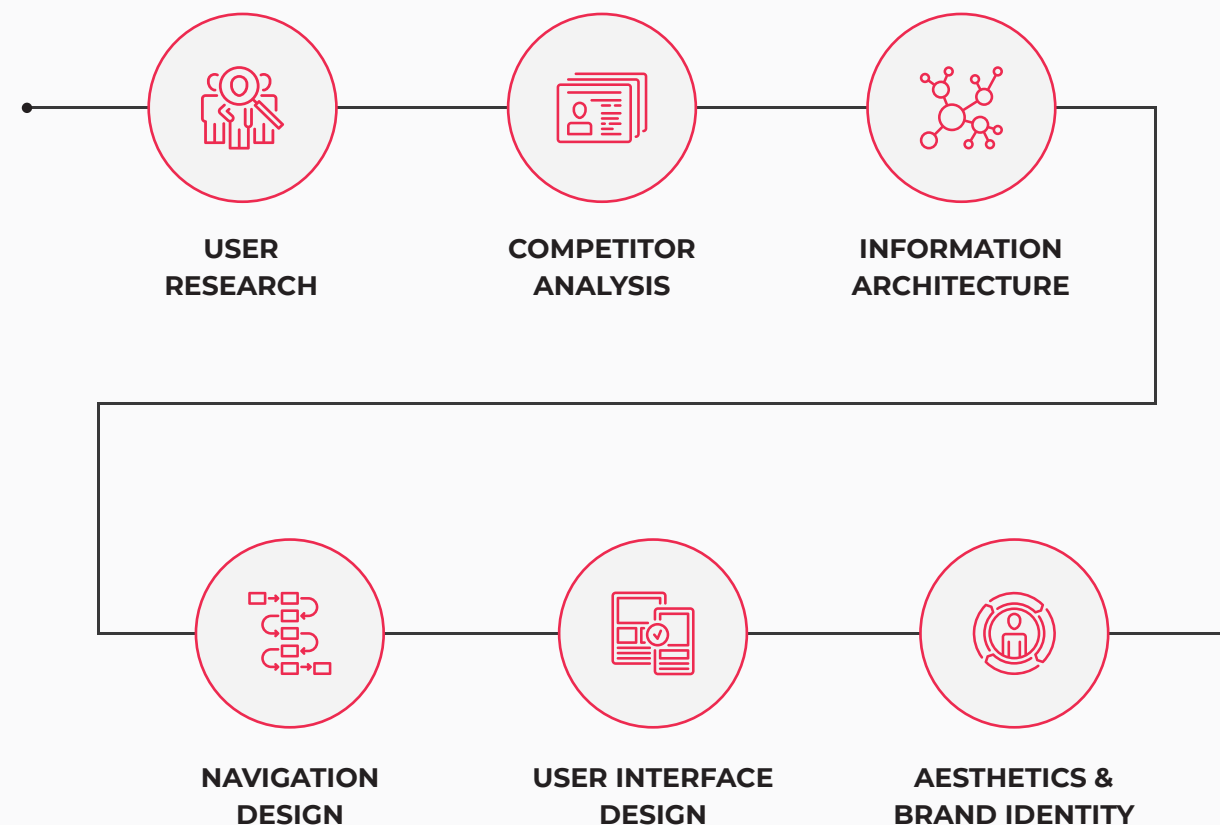 USER
RESEARCH
COMPETITOR
ANALYSIS
INFORMATION
ARCHITECTURE
NAVIGATION
DESIGN
USER INTERFACE
DESIGN
AESTHETICS &
BRAND IDENTITY